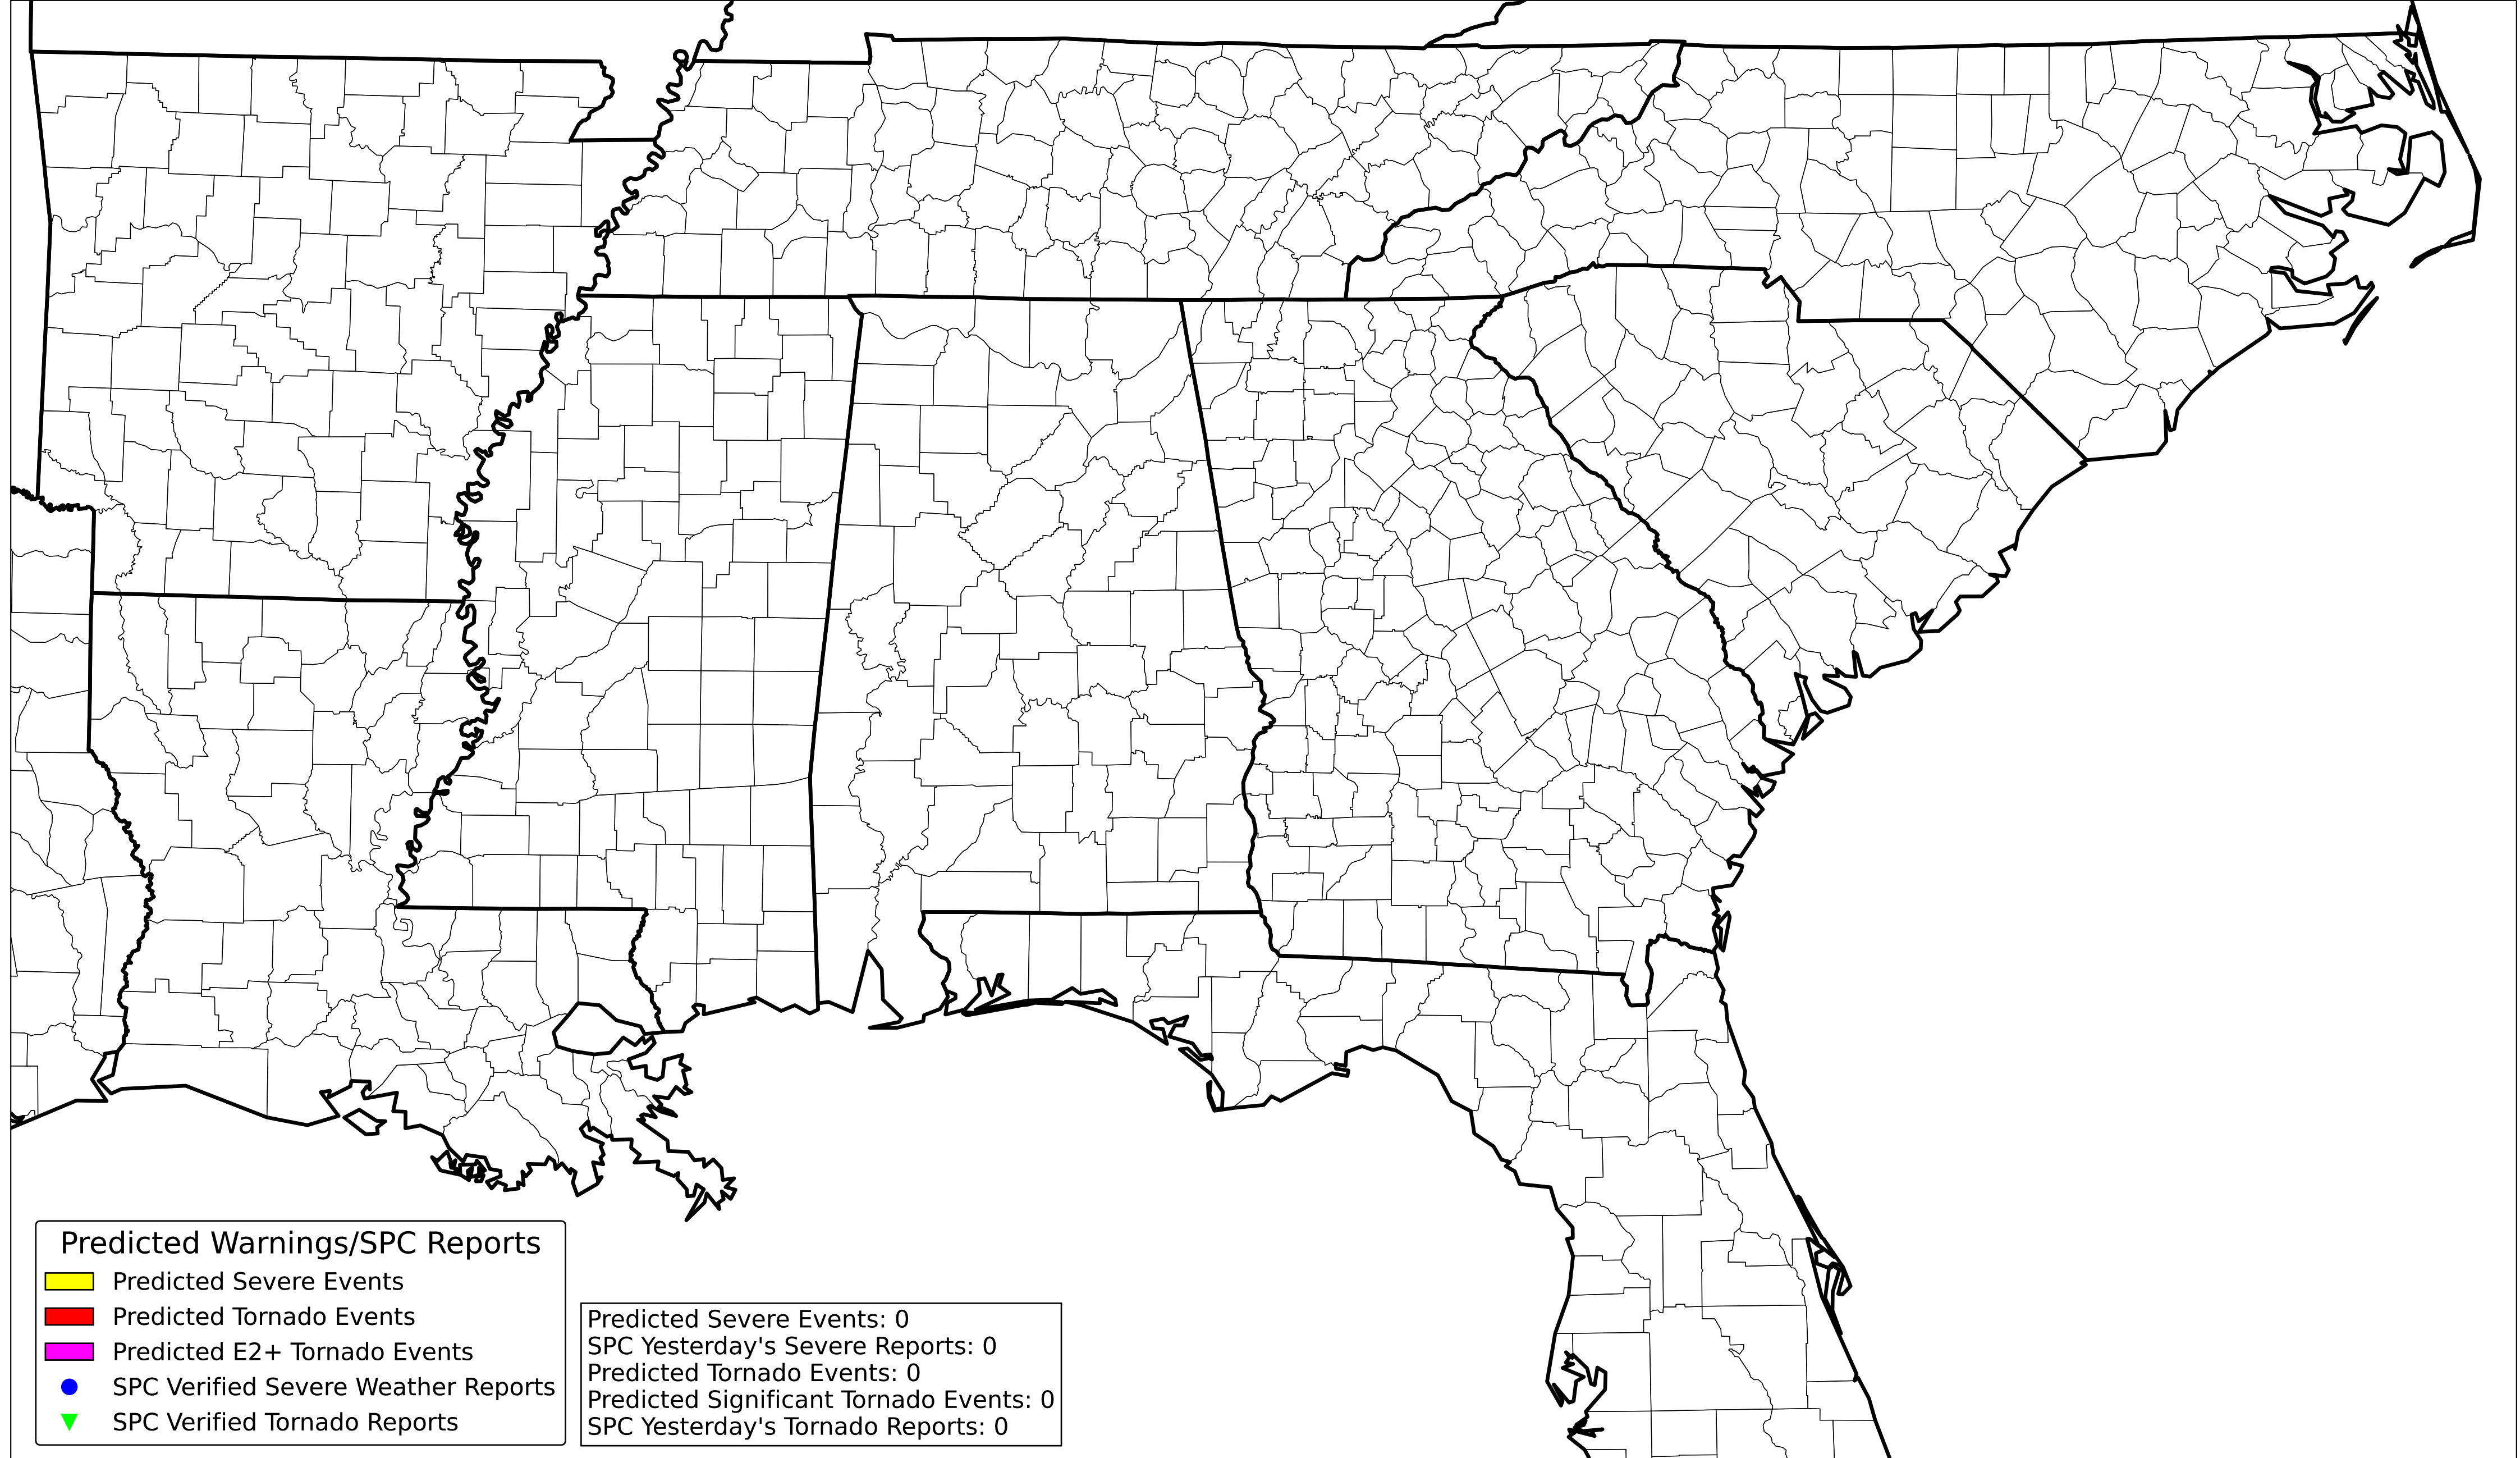 Predicted Warnings/SPC Reports
Predicted Severe Events
Predicted Tornado Events
Predicted E2+ Tornado Events
SPC Verified Severe Weather Reports
SPC Verified Tornado Reports
Predicted Severe Events: 0
SPC Yesterday's Severe Reports: 0
Predicted Tornado Events: 0
Predicted Significant Tornado Events: 0
SPC Yesterday's Tornado Reports: 0